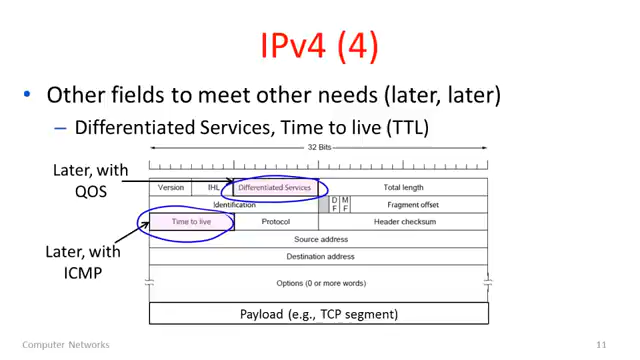 IPv4 (4)
• Other fields to meet other needs (later, later)
– Differentiated Services, Time to live (TTL)
32 Bits
Later, with
QOS
Version IHL Differentiated Services Total length
Identification D F M F Fragment offset
Time to live Protocol Header checksum
Later, with
ICMP
Source address
Destination address
Options (0 or more words)
Payload (e.g., TCP segment)
Computer Networks 11